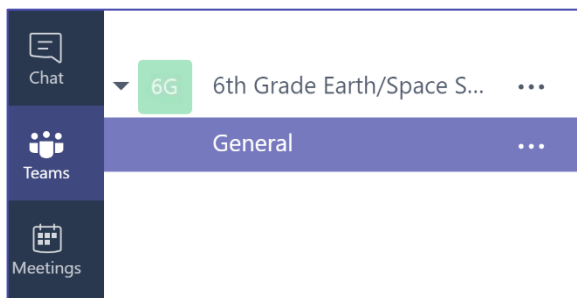 Chat
6G 6th Grade Earth/Space S... ...
Teams
General ...
Meetings